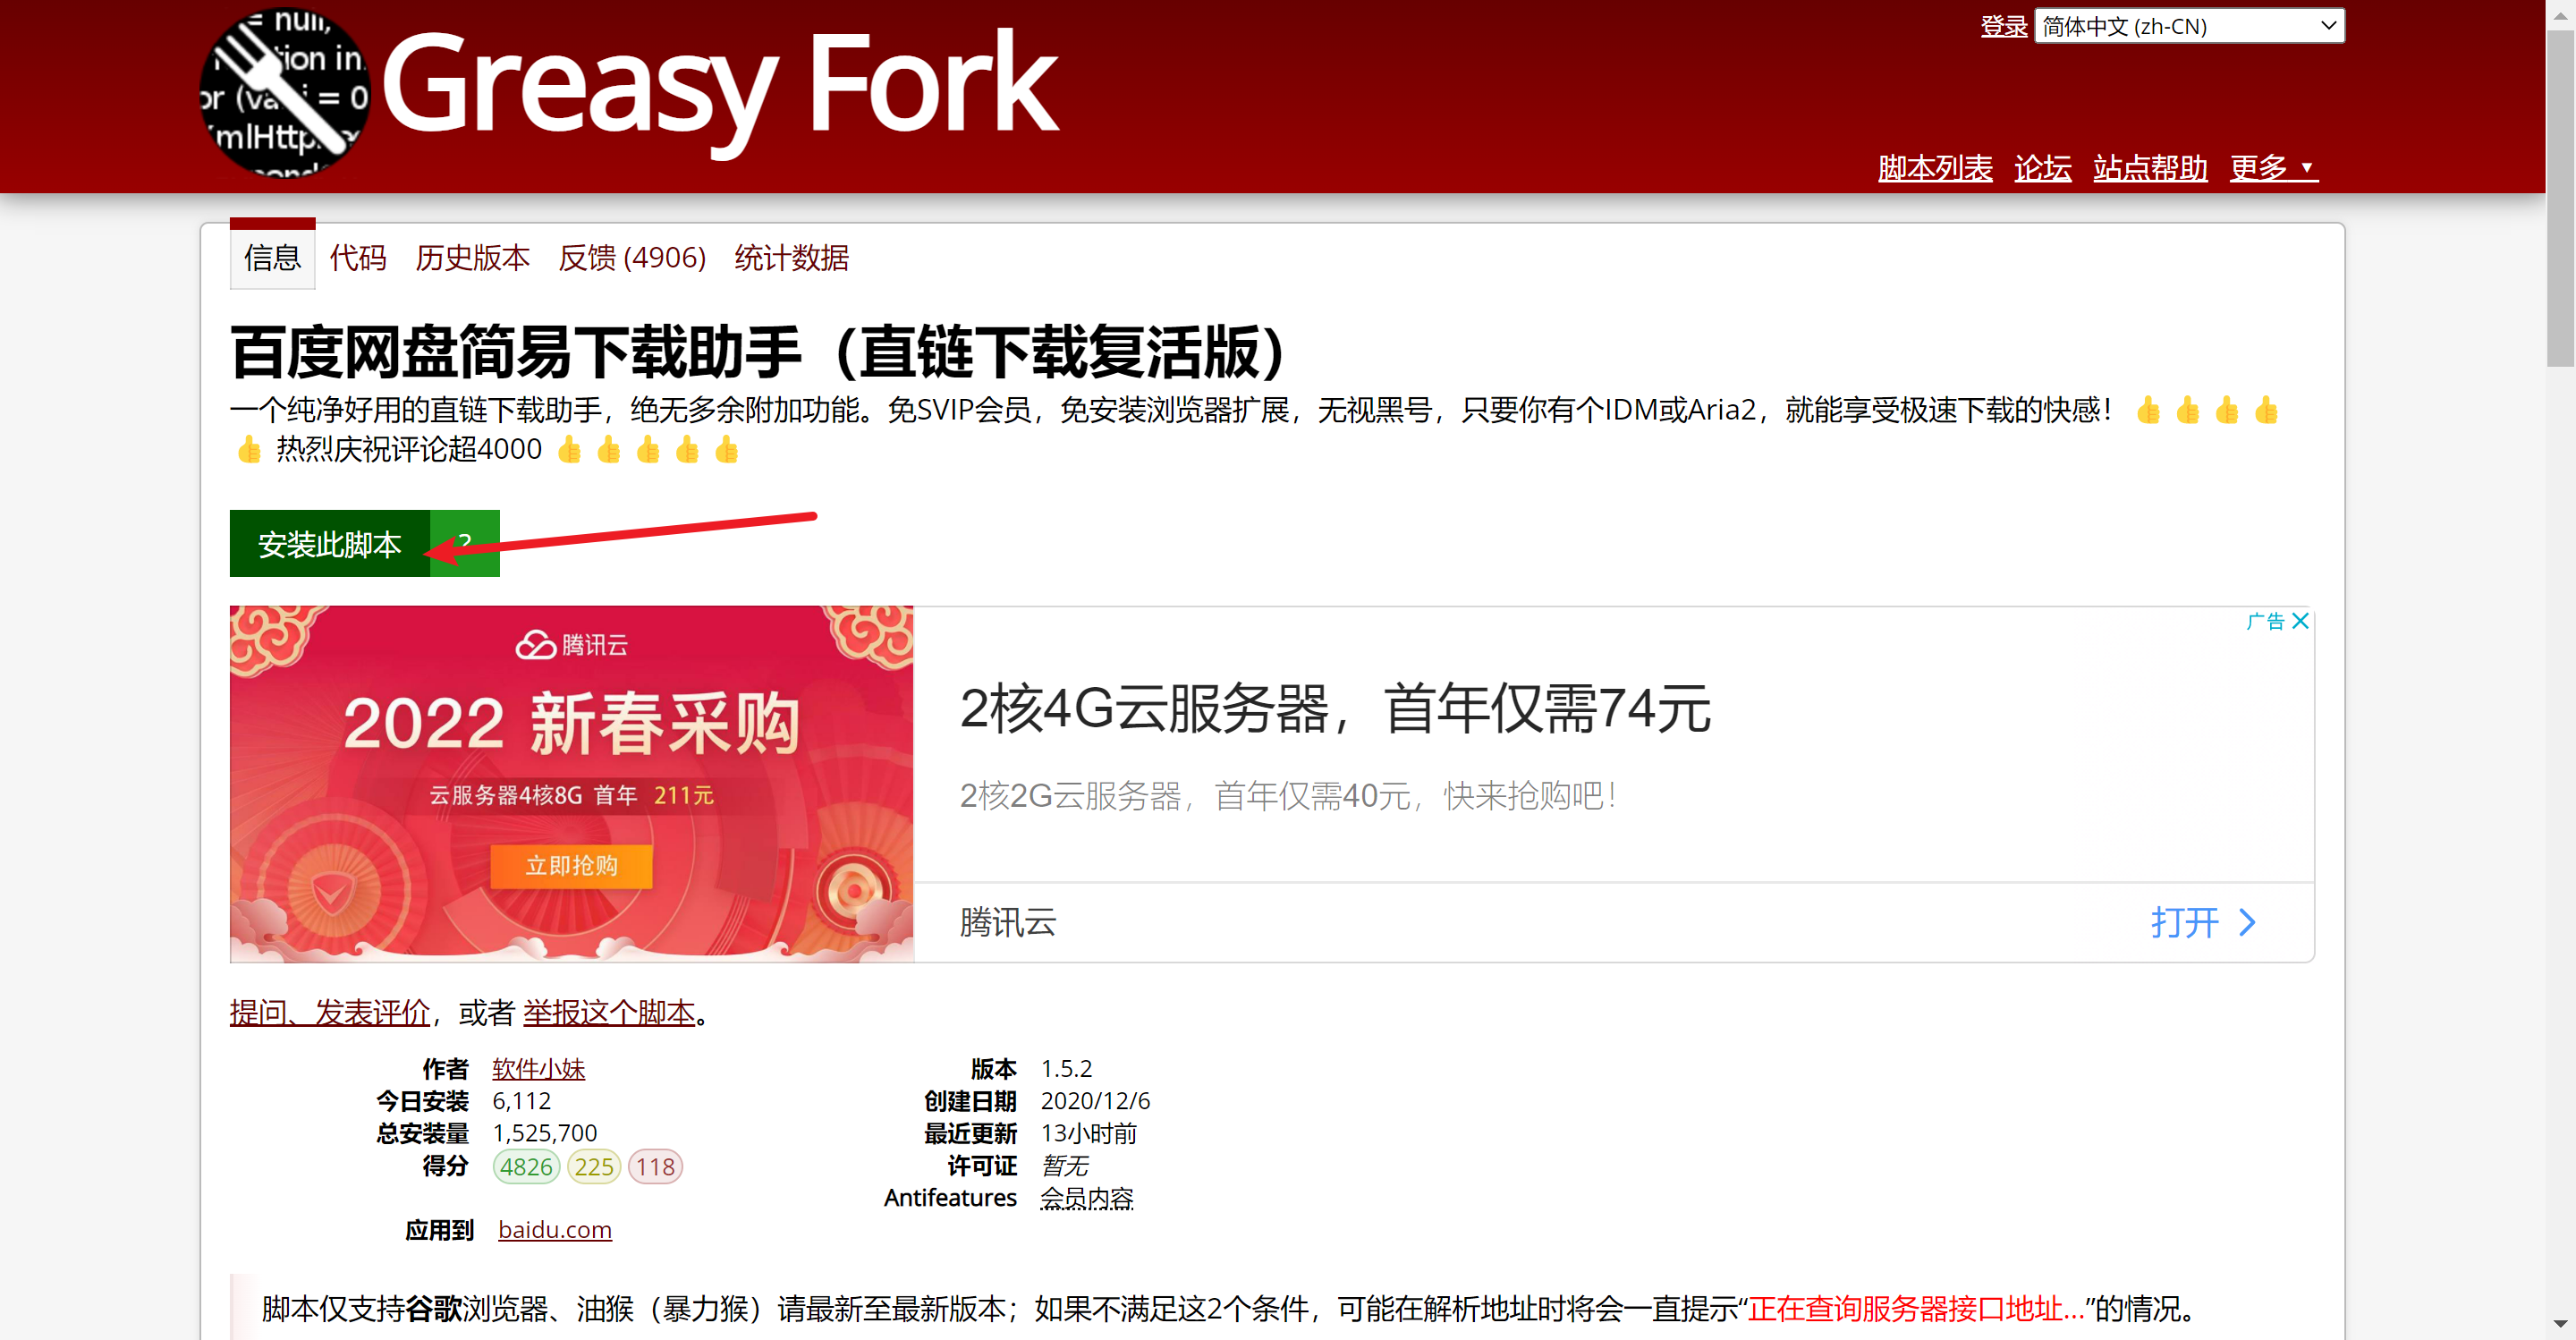 = null,
tion in
or (va i = 0
mlHttp
Greasy Fork
登录 简体中文 (zh-CN)
脚本列表 论坛 站点帮助 更多 ▼
信息 代码 历史版本 反馈 (4906) 统计数据
百度网盘简易下载助手（直链下载复活版）
一个纯净好用的直链下载助手，绝无多余附加功能。免SVIP会员，免安装浏览器扩展，无视黑号，只要你有个IDM或Aria2，就能享受极速下载的快感！👍👍👍👍
👍 热烈庆祝评论超4000 👍👍👍👍👍
安装此脚本 ?
广告
腾讯云
2022 新春采购
云服务器4核8G 首年 211元
立即抢购
2核4G云服务器，首年仅需74元
2核2G云服务器，首年仅需40元，快来抢购吧！
腾讯云 打开
提问、发表评价，或者 举报这个脚本。
作者 软件小妹
今日安装 6,112
总安装量 1,525,700
得分 4826 225 118
应用到 baidu.com
版本 1.5.2
创建日期 2020/12/6
最近更新 13小时前
许可证 暂无
Antifeatures 会员内容
脚本仅支持谷歌浏览器、油猴（暴力猴）请最新至最新版本；如果不满足这2个条件，可能在解析地址时将会一直提示“正在查询服务器接口地址...”的情况。